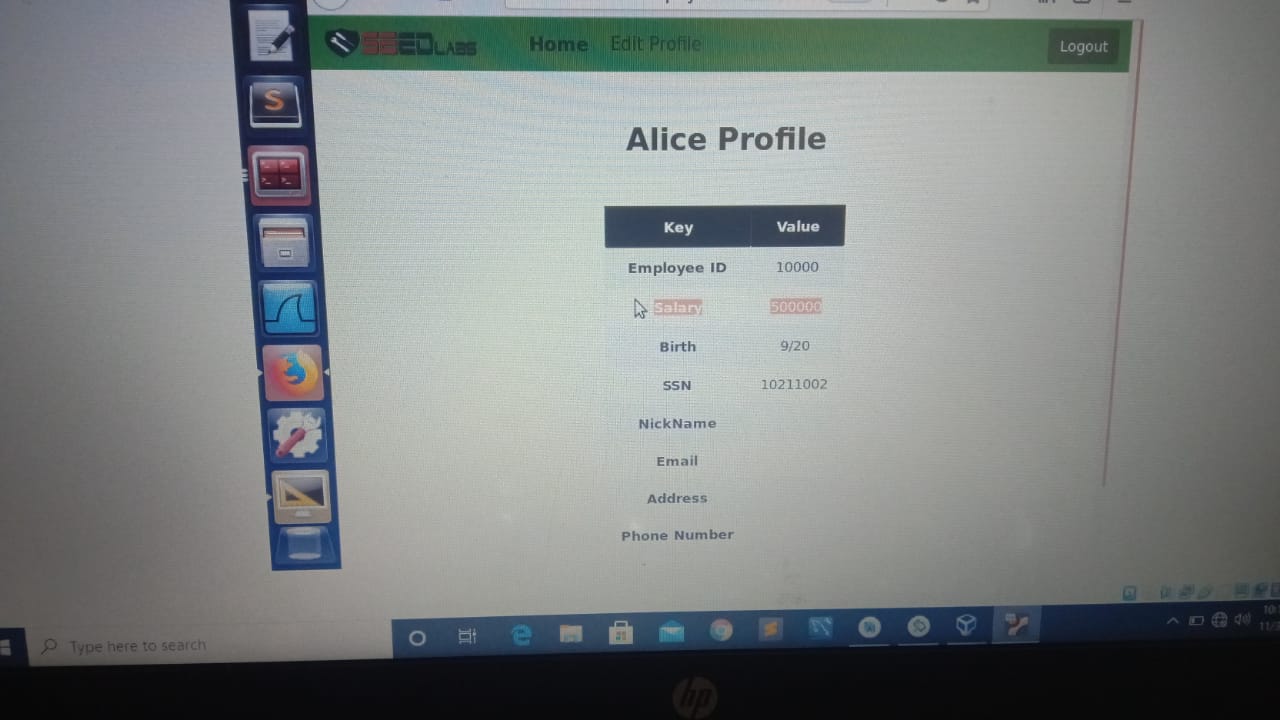 SEEDLABS Home Edit Profile Logout
Alice Profile
Key Value
Employee ID 10000
Salary 500000
Birth 9/20
SSN 10211002
NickName
Email
Address
Phone Number
Type here to search
hp